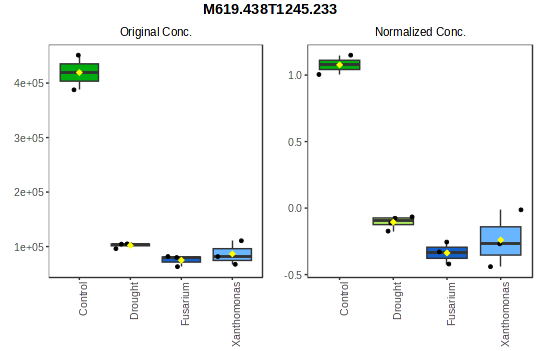 M619.438T1245.233
Original Conc.
Normalized Conc.
4e+05
3e+05
2e+05
1e+05
1.0
0.5
0.0
-0.5
Control
Drought
Fusarium
Xanthomonas
Control
Drought
Fusarium
Xanthomonas